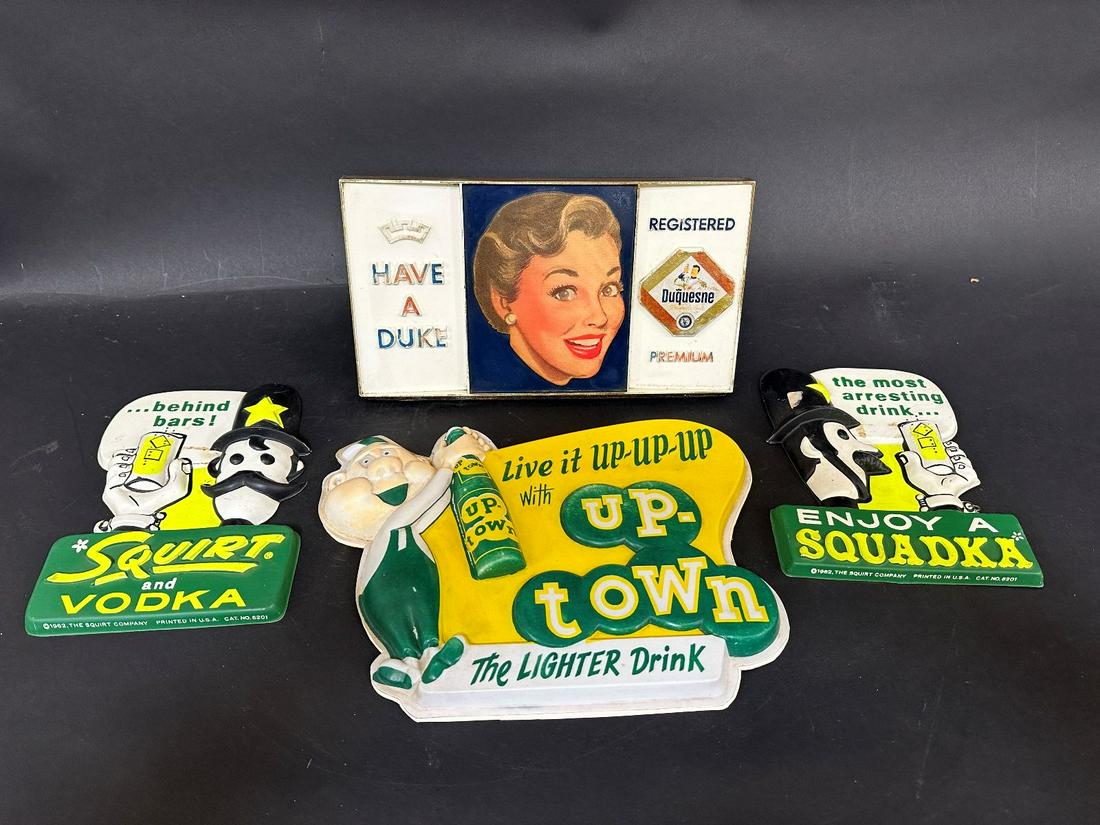 HAVE
A
DUKE
REGISTERED
Duquesne
PREMIUM
...behind
bars!
*SQUIRT.
and
VODKA
©1962, THE SQUIRT COMPANY PRINTED IN U.S.A. CAT. NO. 6201
Live it UP-UP-UP
with
UP-
TOWN
UP-
TOWN
The LIGHTER Drink
the most
arresting
drink...
ENJOY A
SQUADKA*
©1962, THE SQUIRT COMPANY PRINTED IN U.S.A. CAT. NO. 6201